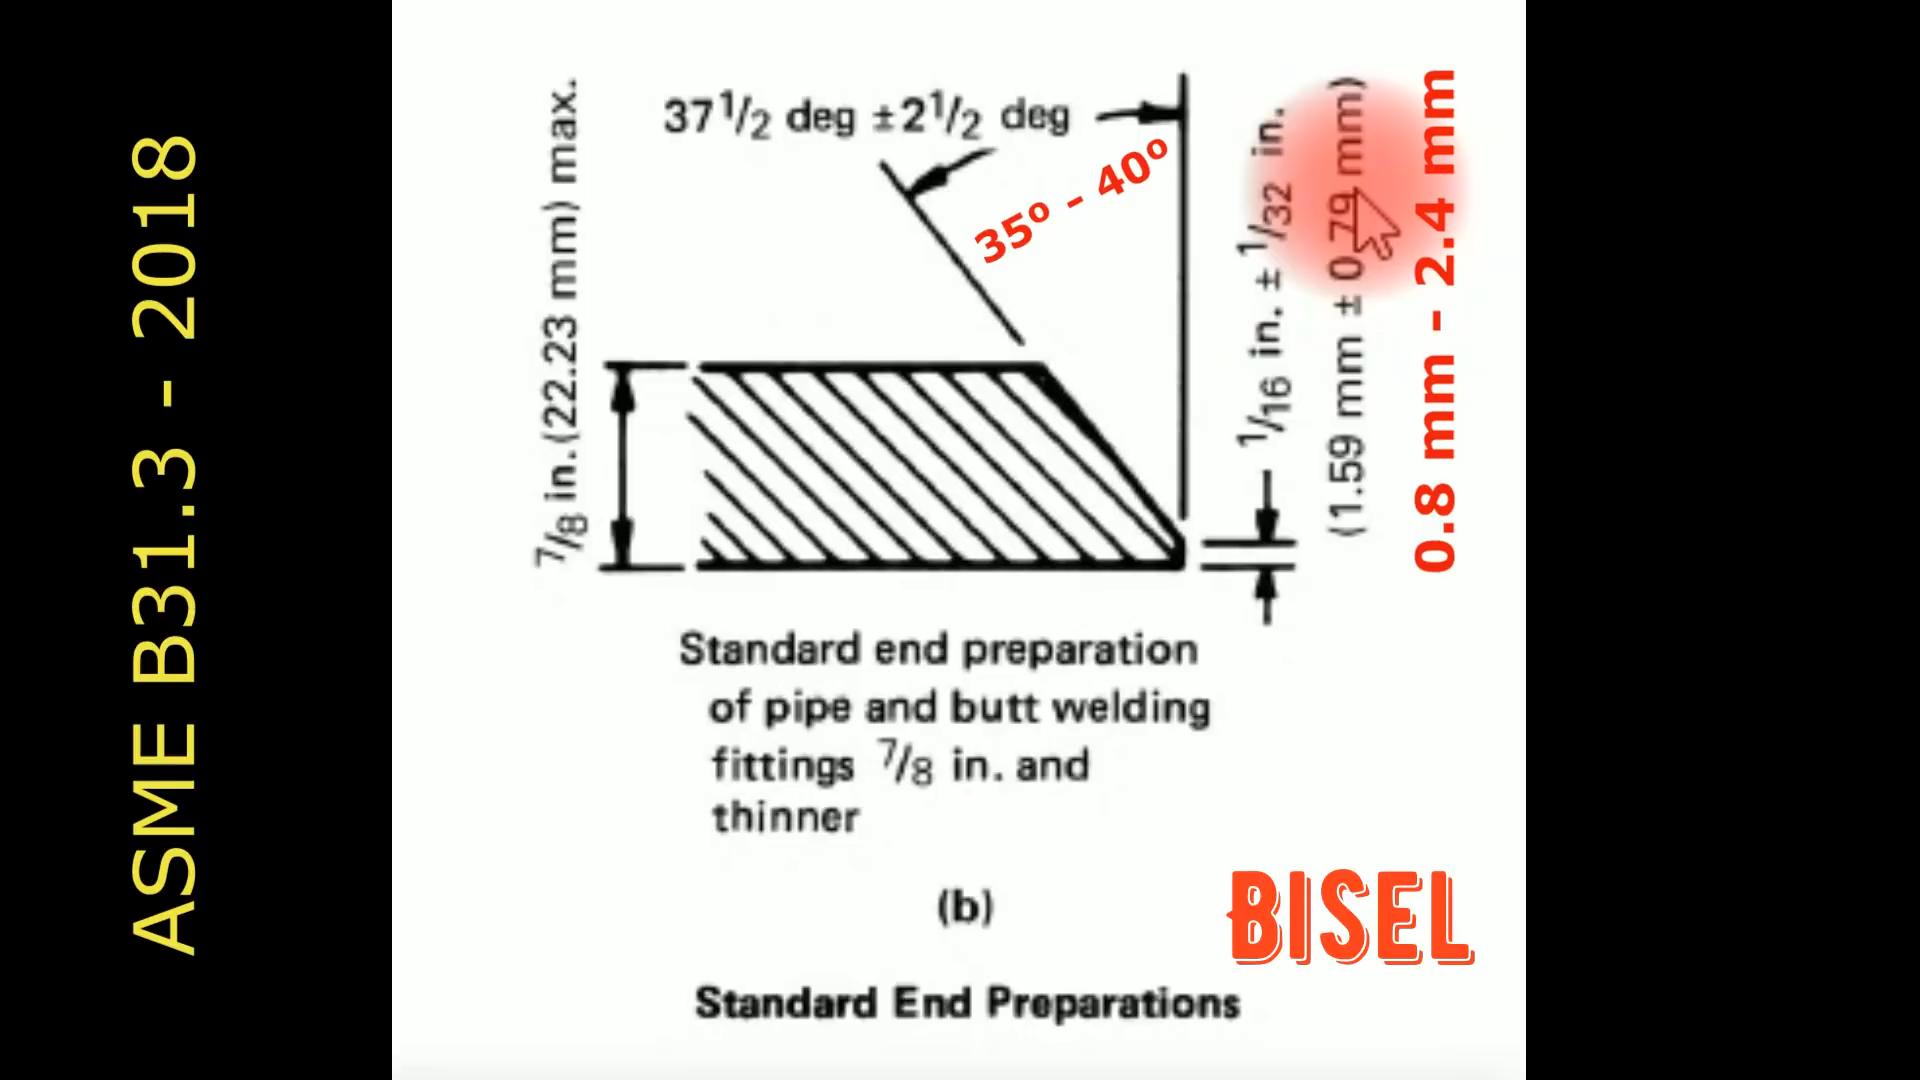 ASME B31.3 - 2018
7/8 in. (22.23 mm) max.
37 1/2 deg ± 2 1/2 deg
35º - 40º
1/16 in. ± 1/32 in.
(1.59 mm ± 0.79 mm)
0.8 mm - 2.4 mm
Standard end preparation
of pipe and butt welding
fittings 7/8 in. and
thinner
(b)
BISEL
Standard End Preparations